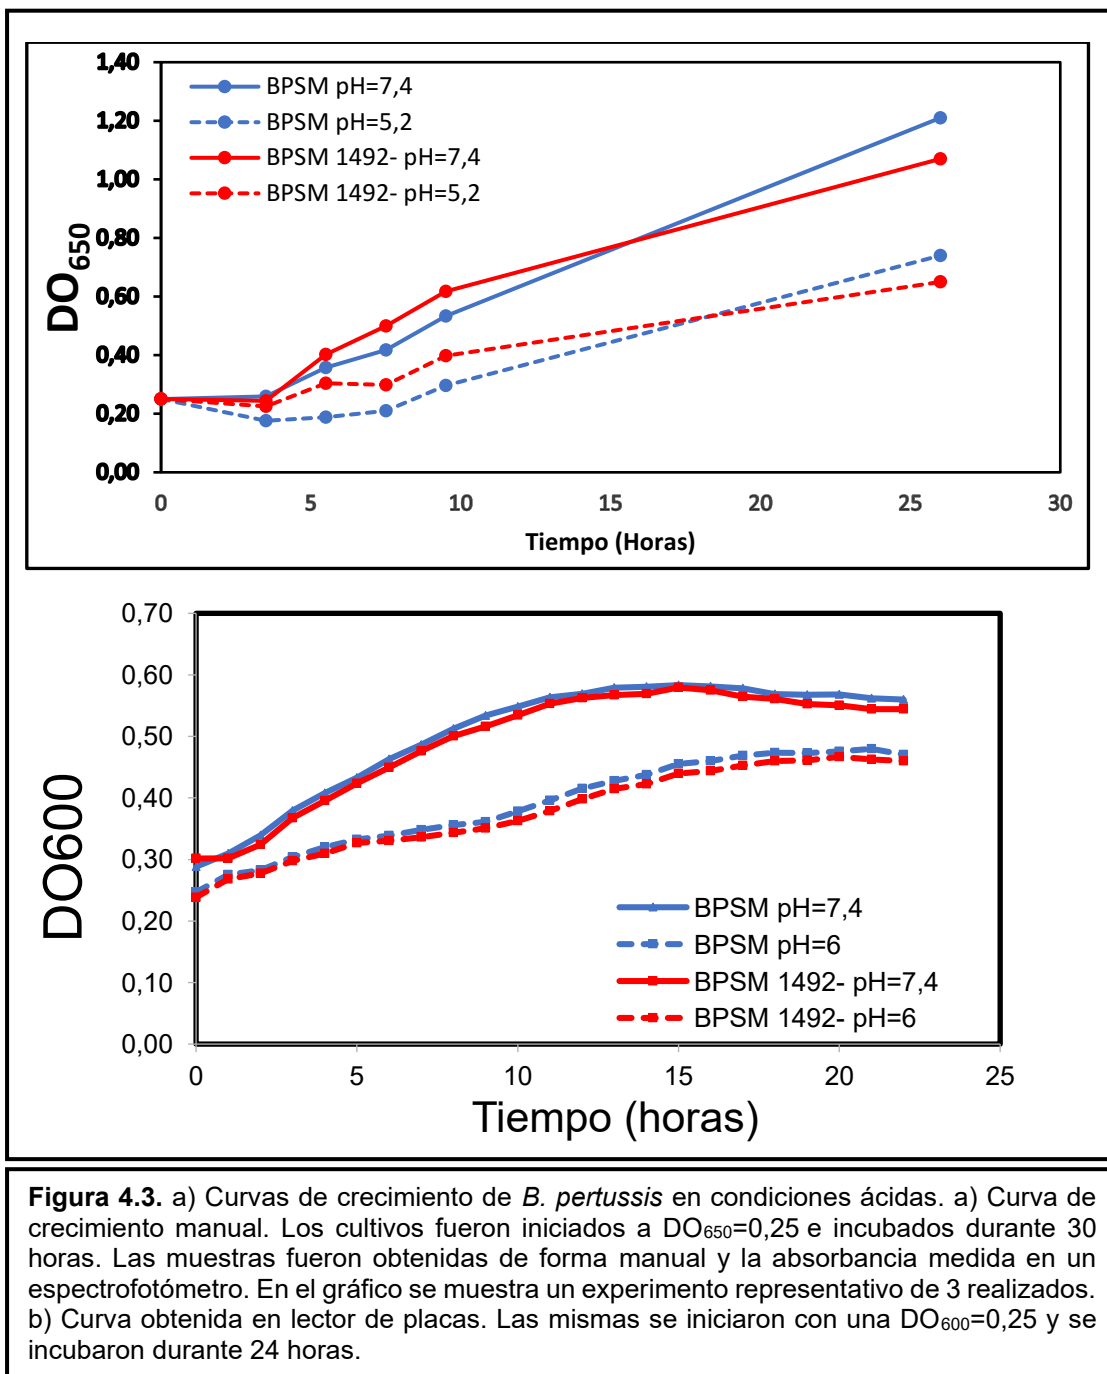 1,40
1,20
1,00
0,80
0,60
0,40
0,20
0,00
DO650
BPSM pH=7,4
BPSM pH=5,2
BPSM 1492- pH=7,4
BPSM 1492- pH=5,2
0 5 10 15 20 25 30
Tiempo (Horas)
0,70
0,60
0,50
0,40
0,30
0,20
0,10
0,00
DO600
BPSM pH=7,4
BPSM pH=6
BPSM 1492- pH=7,4
BPSM 1492- pH=6
0 5 10 15 20 25
Tiempo (horas)
Figura 4.3. a) Curvas de crecimiento de B. pertussis en condiciones ácidas. a) Curva de
crecimiento manual. Los cultivos fueron iniciados a DO650=0,25 e incubados durante 30
horas. Las muestras fueron obtenidas de forma manual y la absorbancia medida en un
espectrofotómetro. En el gráfico se muestra un experimento representativo de 3 realizados.
b) Curva obtenida en lector de placas. Las mismas se iniciaron con una DO600=0,25 y se
incubaron durante 24 horas.